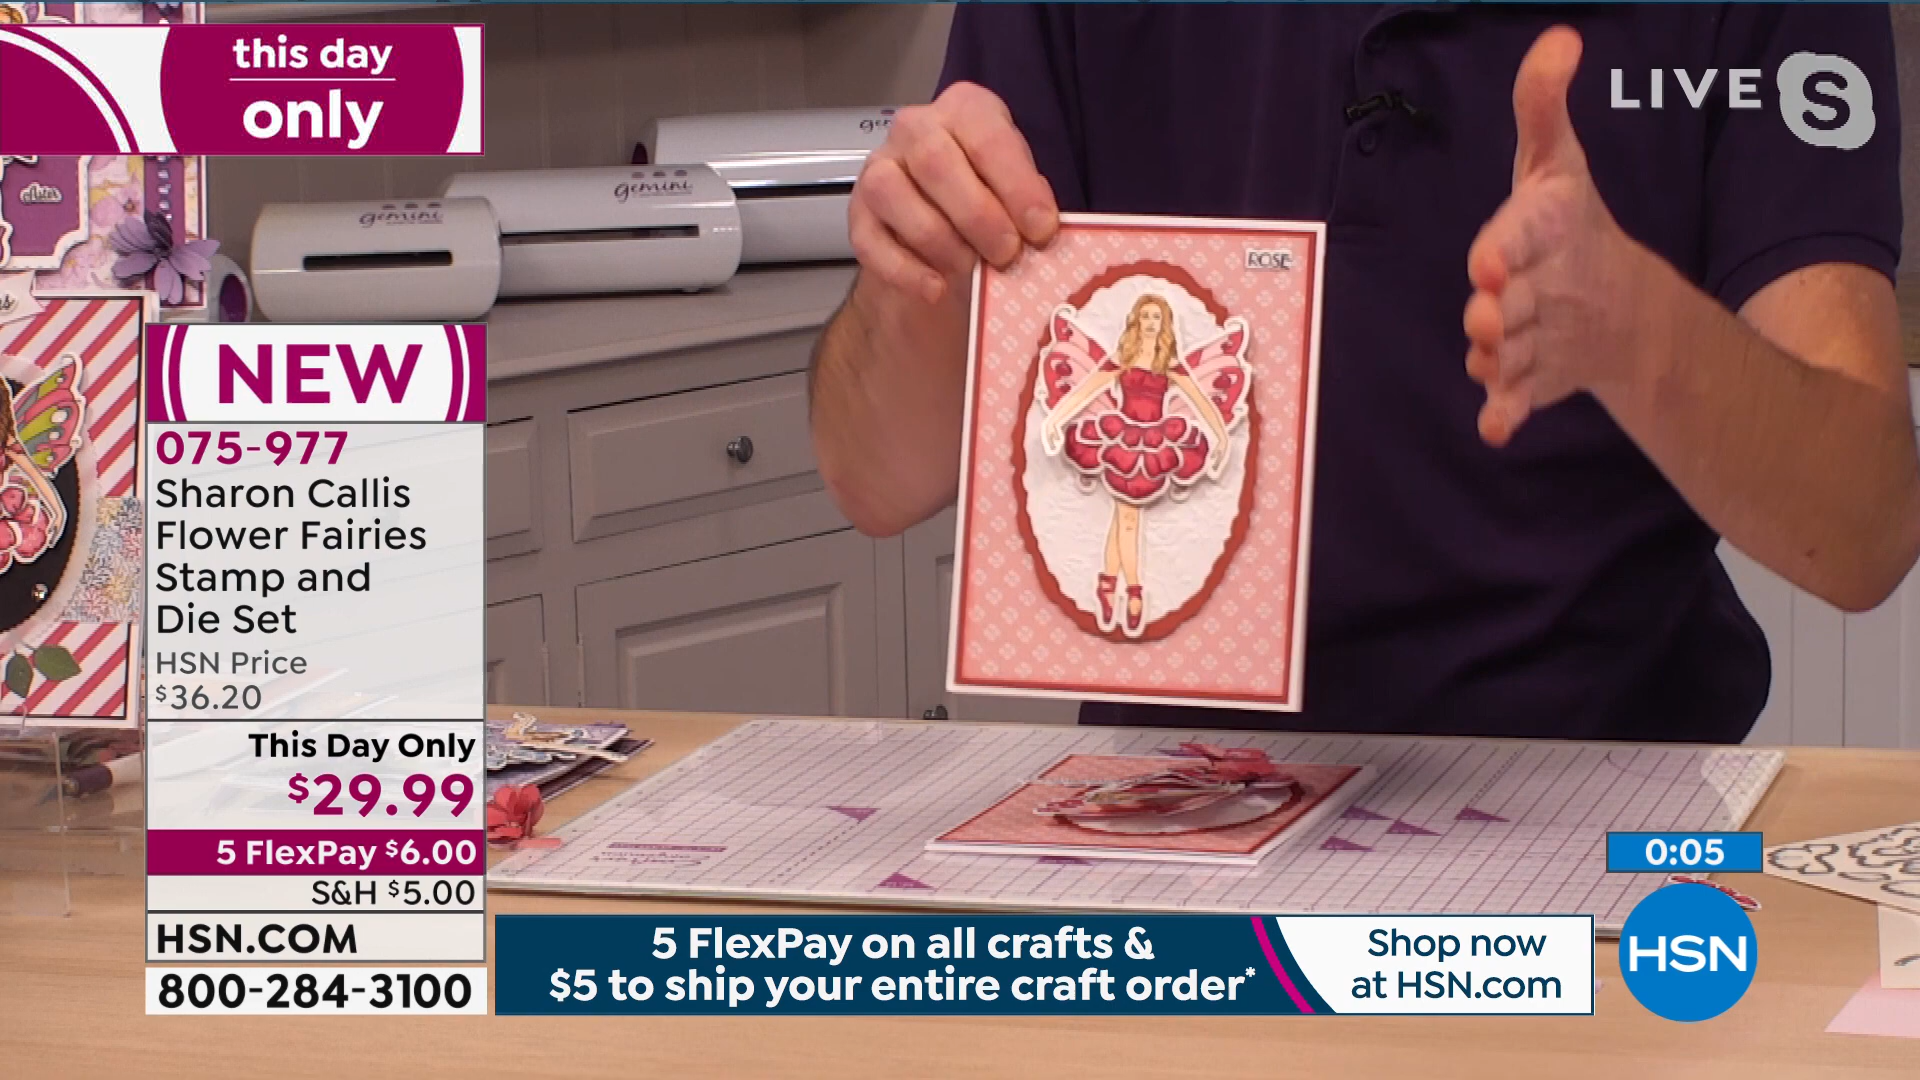 this day
only
LIVE S
gemini
gemini
gem
Aster
ROSE
NEW
075-977
Sharon Callis
Flower Fairies
Stamp and
Die Set
HSN Price
$36.20
This Day Only
$29.99
5 FlexPay $6.00
S&H $5.00
HSN.COM
800-284-3100
5 FlexPay on all crafts &
$5 to ship your entire craft order*
Shop now
at HSN.com
0:05
HSN